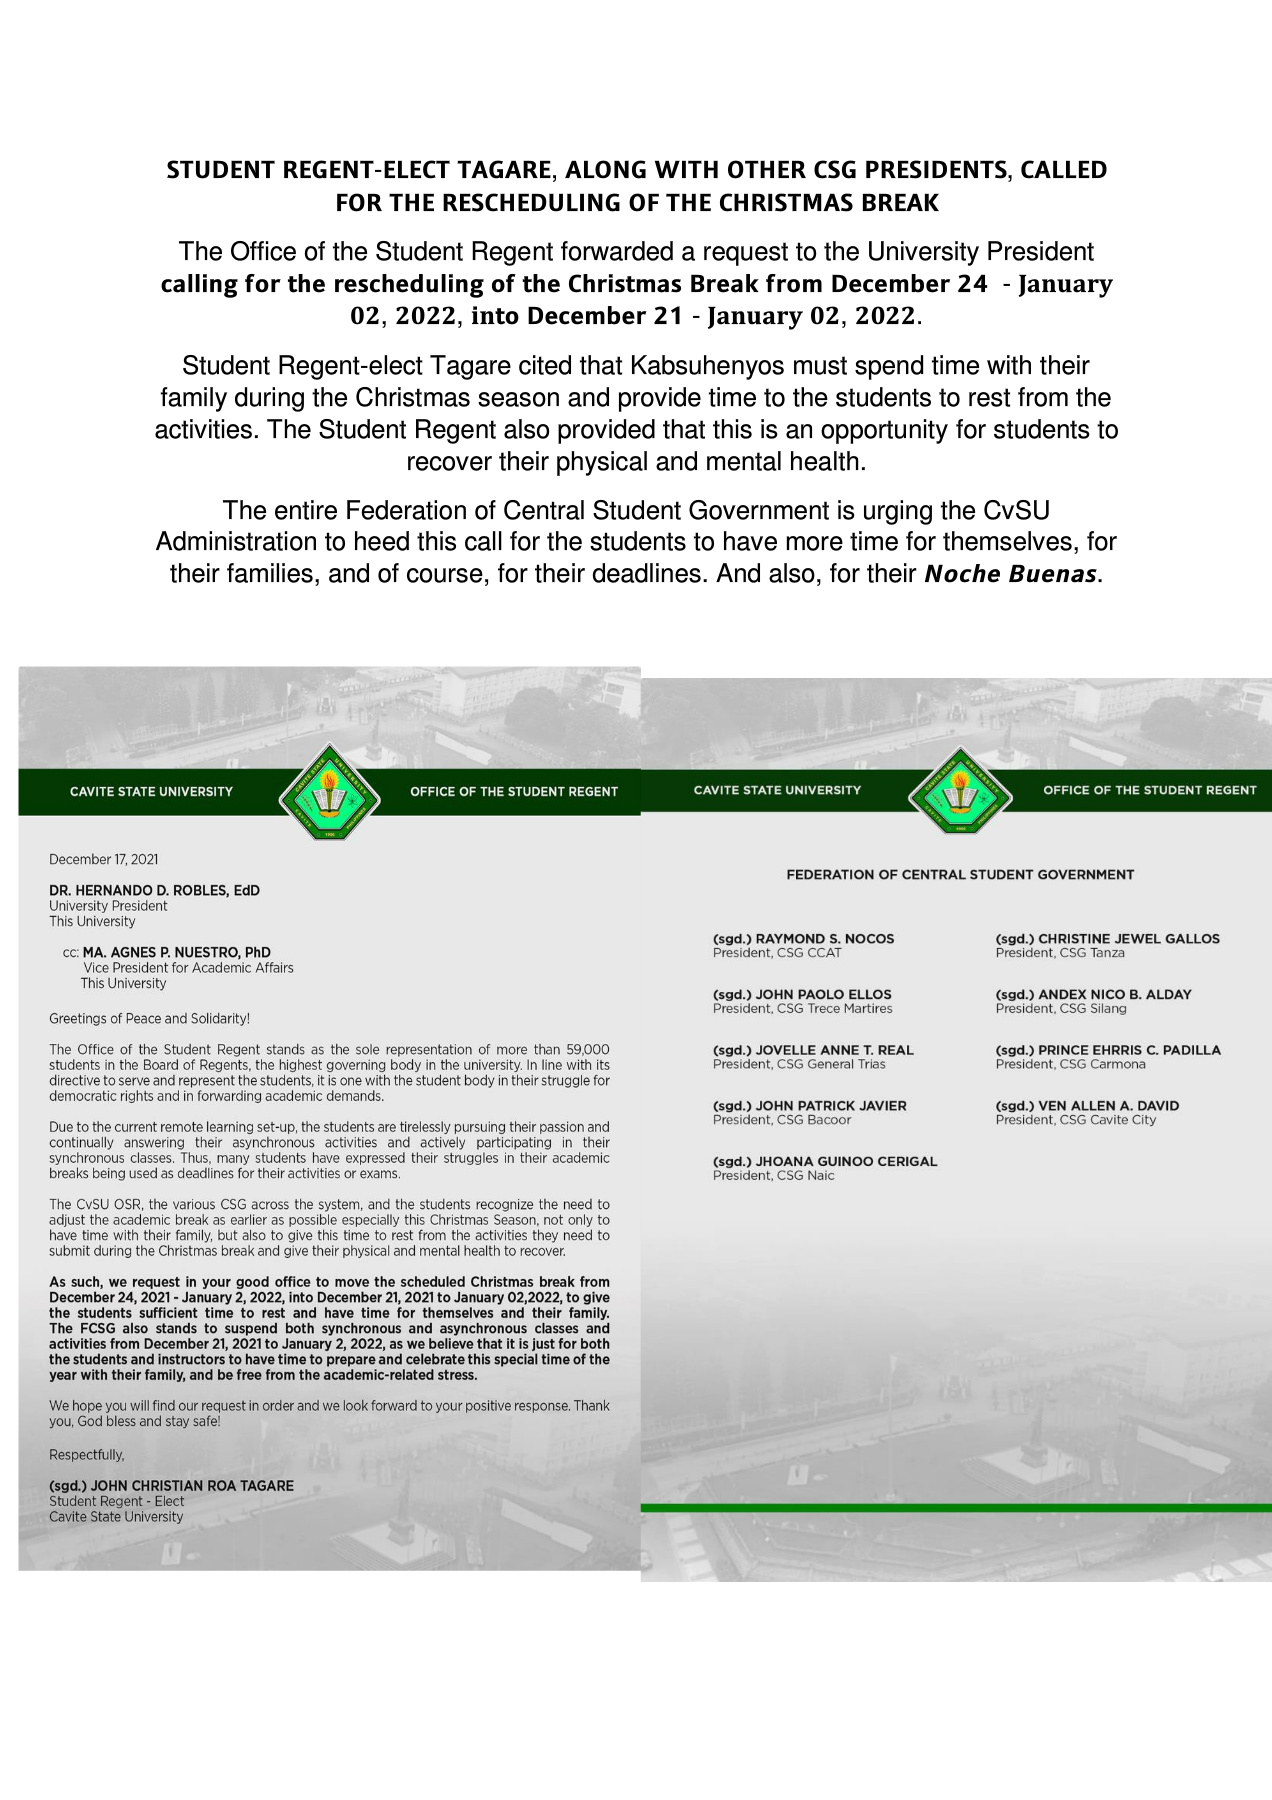 STUDENT REGENT-ELECT TAGARE, ALONG WITH OTHER CSG PRESIDENTS, CALLED
FOR THE RESCHEDULING OF THE CHRISTMAS BREAK
The Office of the Student Regent forwarded a request to the University President
calling for the rescheduling of the Christmas Break from December 24 - January
02, 2022, into December 21 - January 02, 2022.
Student Regent-elect Tagare cited that Kabsuhenyos must spend time with their
family during the Christmas season and provide time to the students to rest from the
activities. The Student Regent also provided that this is an opportunity for students to
recover their physical and mental health.
The entire Federation of Central Student Government is urging the CvSU
Administration to heed this call for the students to have more time for themselves, for
their families, and of course, for their deadlines. And also, for their Noche Buenas.
CAVITE STATE UNIVERSITY
CAVITE STATE UNIVERSITY
CAVITE
PHILIPPINES
1906
OFFICE OF THE STUDENT REGENT
December 17, 2021
DR. HERNANDO D. ROBLES, EdD
University President
This University
cc: MA. AGNES P. NUESTRO, PhD
Vice President for Academic Affairs
This University
Greetings of Peace and Solidarity!
The Office of the Student Regent stands as the sole representation of more than 59,000
students in the Board of Regents, the highest governing body in the university. In line with its
directive to serve and represent the students, it is one with the student body in their struggle for
democratic rights and in forwarding academic demands.
Due to the current remote learning set-up, the students are tirelessly pursuing their passion and
continually answering their asynchronous activities and actively participating in their
synchronous classes. Thus, many students have expressed their struggles in their academic
breaks being used as deadlines for their activities or exams.
The CvSU OSR, the various CSG across the system, and the students recognize the need to
adjust the academic break as earlier as possible especially this Christmas Season, not only to
have time with their family, but also to give this time to rest from the activities they need to
submit during the Christmas break and give their physical and mental health to recover.
As such, we request in your good office to move the scheduled Christmas break from
December 24, 2021 - January 2, 2022, into December 21, 2021 to January 02,2022, to give
the students sufficient time to rest and have time for themselves and their family.
The FCSG also stands to suspend both synchronous and asynchronous classes and
activities from December 21, 2021 to January 2, 2022, as we believe that it is just for both
the students and instructors to have time to prepare and celebrate this special time of the
year with their family, and be free from the academic-related stress.
We hope you will find our request in order and we look forward to your positive response. Thank
you, God bless and stay safe!
Respectfully,
(sgd.) JOHN CHRISTIAN ROA TAGARE
Student Regent - Elect
Cavite State University
CAVITE STATE UNIVERSITY
CAVITE STATE UNIVERSITY
CAVITE
PHILIPPINES
1906
OFFICE OF THE STUDENT REGENT
FEDERATION OF CENTRAL STUDENT GOVERNMENT
(sgd.) RAYMOND S. NOCOS
President, CSG CCAT
(sgd.) CHRISTINE JEWEL GALLOS
President, CSG Tanza
(sgd.) JOHN PAOLO ELLOS
President, CSG Trece Martires
(sgd.) ANDEX NICO B. ALDAY
President, CSG Silang
(sgd.) JOVELLE ANNE T. REAL
President, CSG General Trias
(sgd.) PRINCE EHRRIS C. PADILLA
President, CSG Carmona
(sgd.) JOHN PATRICK JAVIER
President, CSG Bacoor
(sgd.) VEN ALLEN A. DAVID
President, CSG Cavite City
(sgd.) JHOANA GUINOO CERIGAL
President, CSG Naic